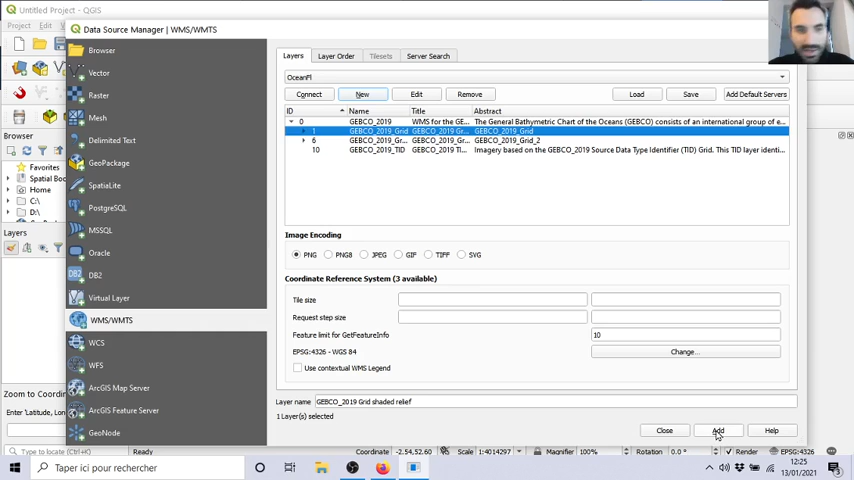 Untitled Project - QGIS
Project Edit
Data Source Manager | WMS/WMTS
Browser
Vector
Raster
Mesh
Delimited Text
GeoPackage
SpatiaLite
PostgreSQL
MSSQL
Oracle
DB2
Virtual Layer
WMS/WMTS
WCS
WFS
ArcGIS Map Server
ArcGIS Feature Server
GeoNode
Browser
Favorites
Spatial Boo
Home
C:\
D:\
Layers
Zoom to Coordi
Enter 'Latitude, Lon
Layers Layer Order Tilesets Server Search
Connect New Edit Remove Load Save Add Default Servers
ID Name Title Abstract
0 GEBCO_2019 WMS for the GE... The General Bathymetric Chart of the Oceans (GEBCO) consists of an international group of e...
1 GEBCO_2019_Grid GEBCO_2019 Gr... GEBCO_2019_Grid
6 GEBCO_2019_Gr... GEBCO_2019 Gr... GEBCO_2019_Grid_2
10 GEBCO_2019_TID GEBCO_2019 TI... Imagery based on the GEBCO_2019 Source Data Type Identifier (TID) Grid. This TID layer identi...
Image Encoding
PNG PNG8 JPEG GIF TIFF SVG
Coordinate Reference System (3 available)
Tile size
Request step size
Feature limit for GetFeatureInfo 10
EPSG:4326 - WGS 84 Change...
Use contextual WMS Legend
Layer name GEBCO_2019 Grid shaded relief
1 Layer(s) selected
Close Add Help
Type to locate (Ctrl+K) Ready Coordinate -2.54,52.60 Scale 1:4014297 Magnifier 100% Rotation 0.0 ° Render EPSG:4326
Taper ici pour rechercher
12:25
13/01/2021
3